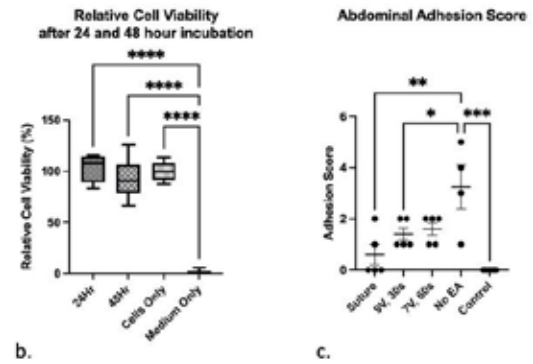 Relative Cell Viability
after 24 and 48 hour incubation
****
****
****
Relative Cell Viability (%)
150
100
50
0
24Hr
48Hr
Cells Only
Medium Only
b.
Abdominal Adhesion Score
**
*
***
Adhesion Score
6
4
2
0
Suture
9V, 30s
7V, 60s
No EA
Control
c.